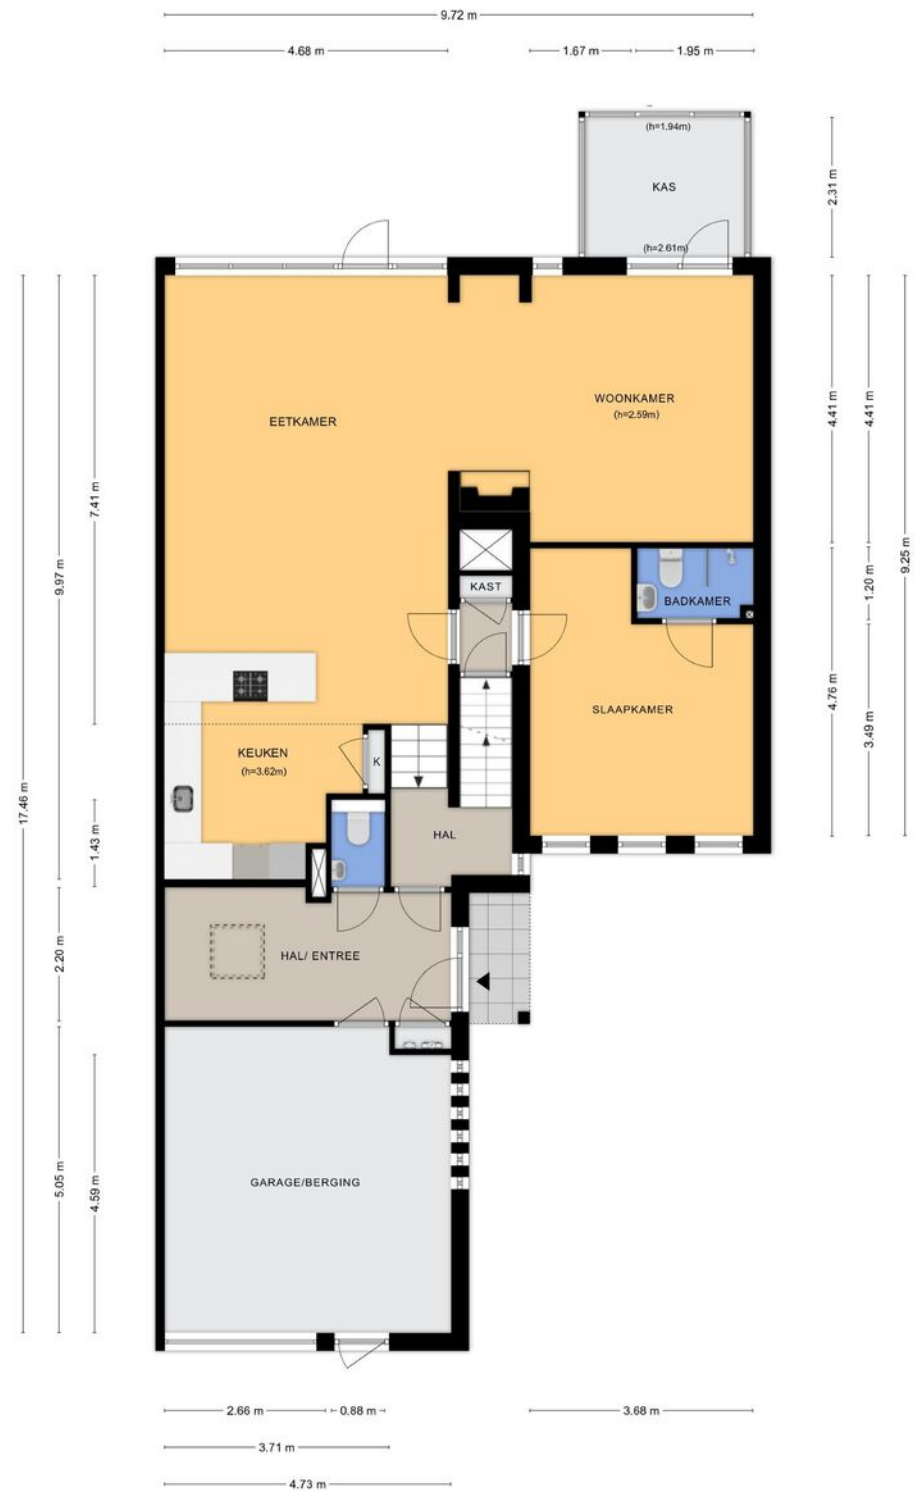 9.72 m
4.68 m
1.67 m
1.95 m
(h=1.94m)
KAS
2.31 m
(h=2.61m)
WOONKAMER
(h=2.59m)
EETKAMER
4.41 m
4.41 m
7.41 m
9.25 m
9.97 m
1.20 m
KAST
BADKAMER
4.76 m
SLAAPKAMER
3.49 m
KEUKEN
(h=3.62m)
K
17.46 m
HAL
1.43 m
2.20 m
HAL/ ENTREE
5.05 m
4.59 m
GARAGE/BERGING
2.66 m
0.88 m
3.68 m
3.71 m
4.73 m